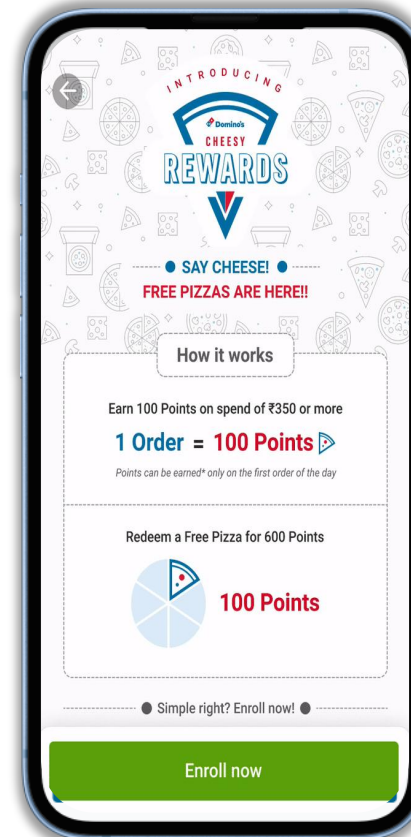 INTRODUCING
Domino's
CHEESY
REWARDS
SAY CHEESE!
FREE PIZZAS ARE HERE!!
How it works
Earn 100 Points on spend of ₹350 or more
1 Order = 100 Points
Points can be earned* only on the first order of the day
Redeem a Free Pizza for 600 Points
100 Points
Simple right? Enroll now!
Enroll now